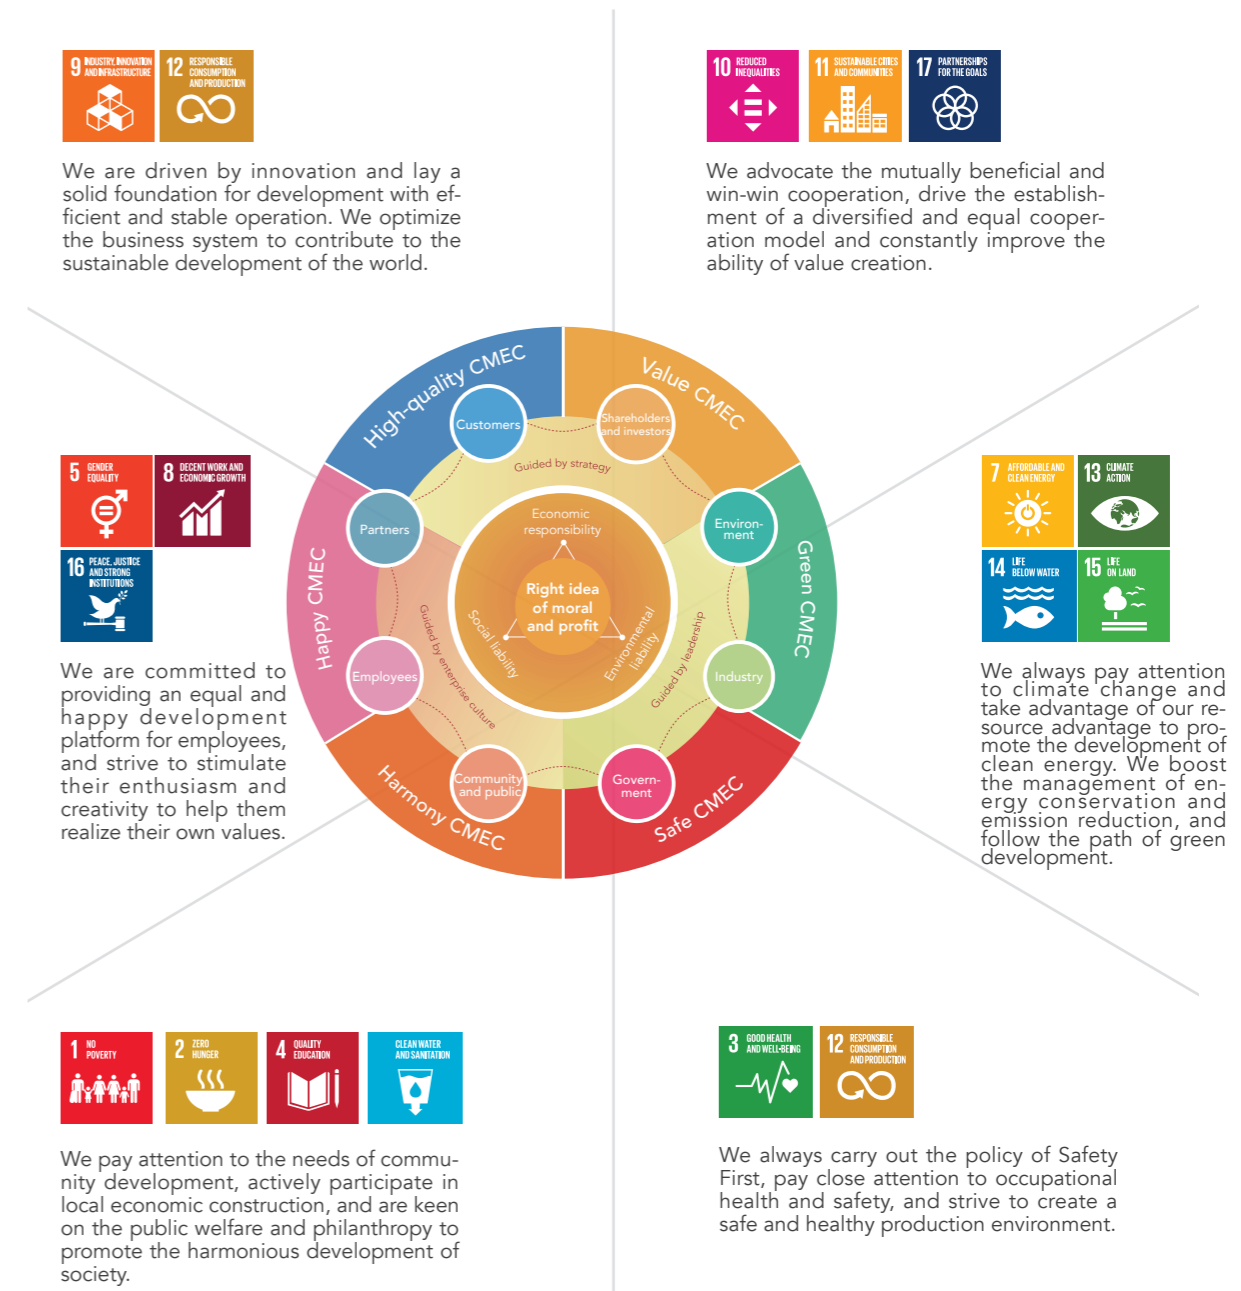 9 INDUSTRY, INNOVATION
AND INFRASTRUCTURE
12 RESPONSIBLE
CONSUMPTION
AND PRODUCTION
We are driven by innovation and lay a
solid foundation for development with ef-
ficient and stable operation. We optimize
the business system to contribute to the
sustainable development of the world.
10 REDUCED
INEQUALITIES
11 SUSTAINABLE CITIES
AND COMMUNITIES
17 PARTNERSHIPS
FOR THE GOALS
We advocate the mutually beneficial and
win-win cooperation, drive the establish-
ment of a diversified and equal cooper-
ation model and constantly improve the
ability of value creation.
High-quality CMEC
Value CMEC
Green CMEC
Safe CMEC
Harmony CMEC
Happy CMEC
Customers
Shareholders
and investors
Environ-
ment
Industry
Govern-
ment
Community
and public
Employees
Partners
Guided by strategy
Guided by leadership
Guided by enterprise culture
Economic
responsibility
Social liability
Environmental
liability
Right idea
of moral
and profit
5 GENDER
EQUALITY
8 DECENT WORK AND
ECONOMIC GROWTH
16 PEACE, JUSTICE
AND STRONG
INSTITUTIONS
We are committed to
providing an equal and
happy development
platform for employees,
and strive to stimulate
their enthusiasm and
creativity to help them
realize their own values.
7 AFFORDABLE AND
CLEAN ENERGY
13 CLIMATE
ACTION
14 LIFE
BELOW WATER
15 LIFE
ON LAND
We always pay attention
to climate change and
take advantage of our re-
source advantage to pro-
mote the development of
clean energy. We boost
the management of en-
ergy conservation and
emission reduction, and
follow the path of green
development.
1 NO
POVERTY
2 ZERO
HUNGER
4 QUALITY
EDUCATION
CLEAN WATER
AND SANITATION
We pay attention to the needs of commu-
nity development, actively participate in
local economic construction, and are keen
on the public welfare and philanthropy to
promote the harmonious development of
society.
3 GOOD HEALTH
AND WELL-BEING
12 RESPONSIBLE
CONSUMPTION
AND PRODUCTION
We always carry out the policy of Safety
First, pay close attention to occupational
health and safety, and strive to create a
safe and healthy production environment.